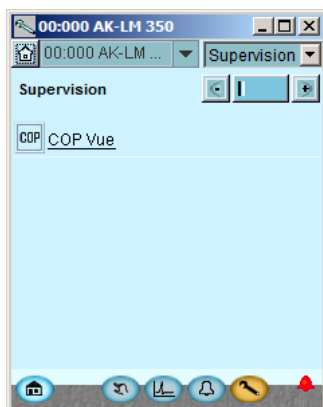 00:000 AK-LM 350
00:000 AK-LM ... Supervision
Supervision
COP COP Vue